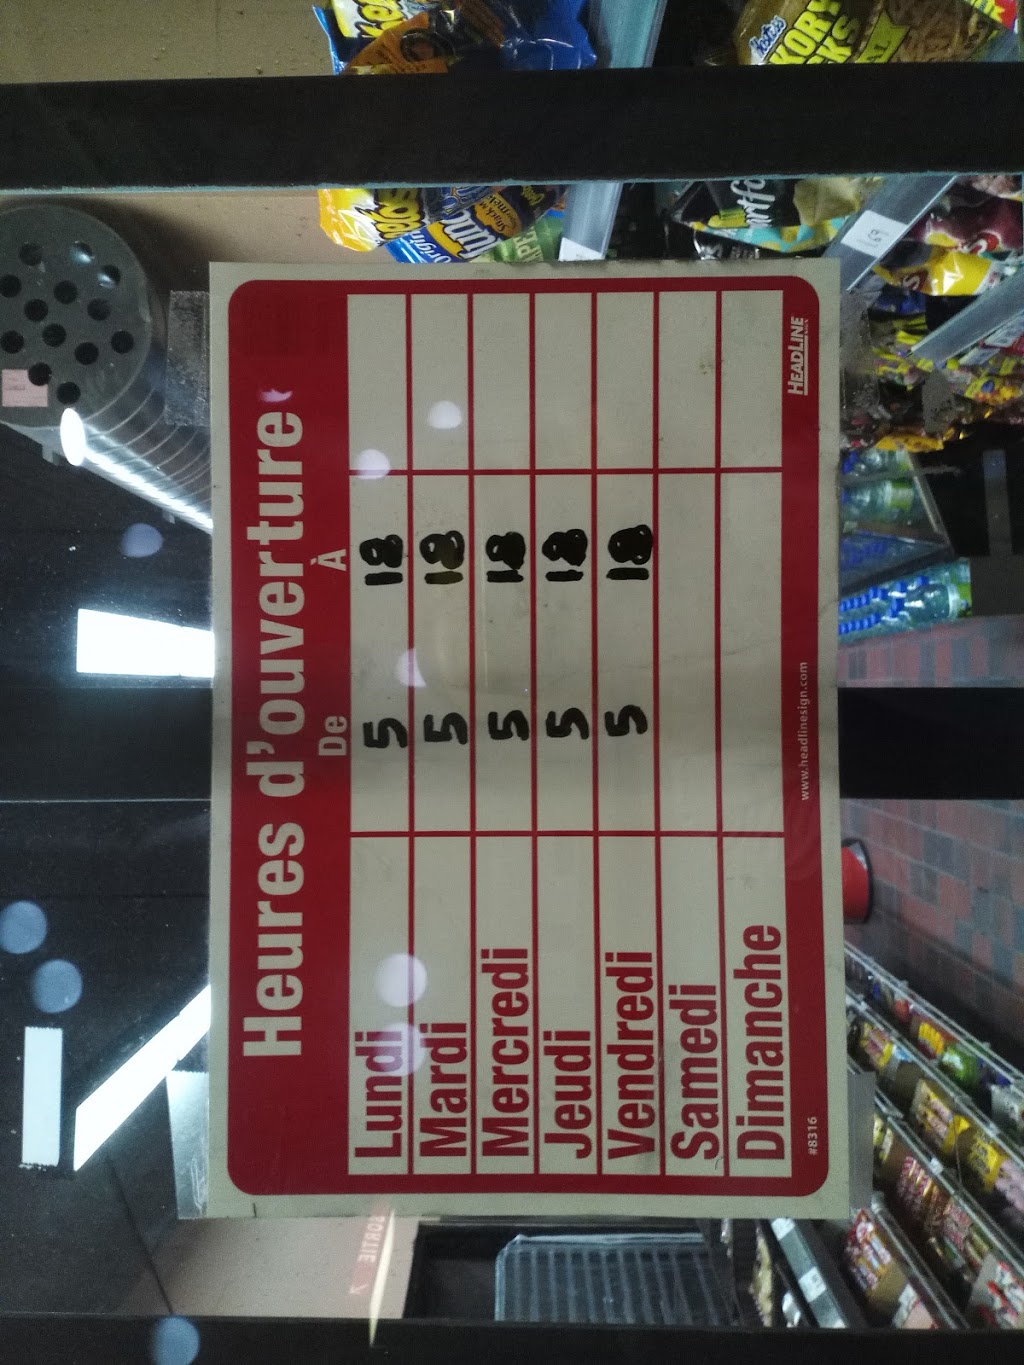 Heures d'ouverture
De À
Lundi 5 18
Mardi 5 18
Mercredi 5 18
Jeudi 5 18
Vendredi 5 18
Samedi
Dimanche
#8316 www.headlinesign.com HEADLINE
SORTIE